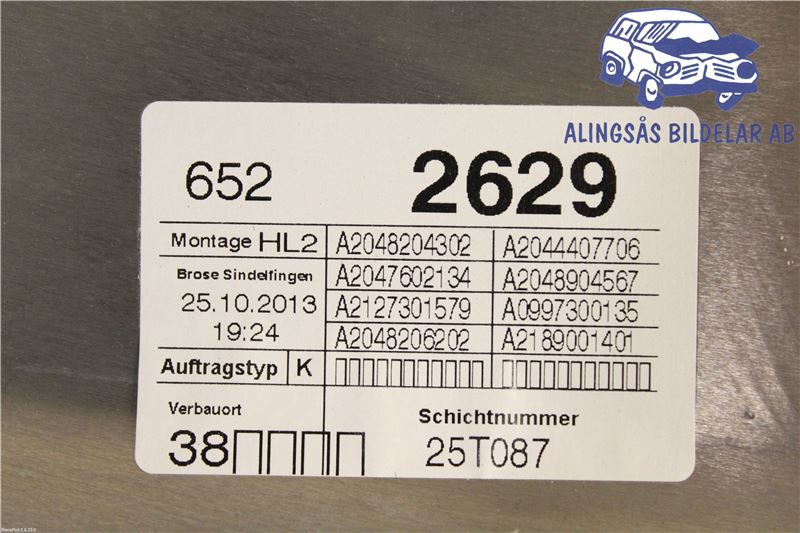 ALINGSÅS BILDELAR AB
652 2629
Montage HL2 A2048204302 A2044407706
Brose Sindelfingen A2047602134 A2048904567
25.10.2013 A2127301579 A0997300135
19:24 A2048206202 A2189001401
Auftragstyp K
Verbauort Schichtnummer
38 25T087